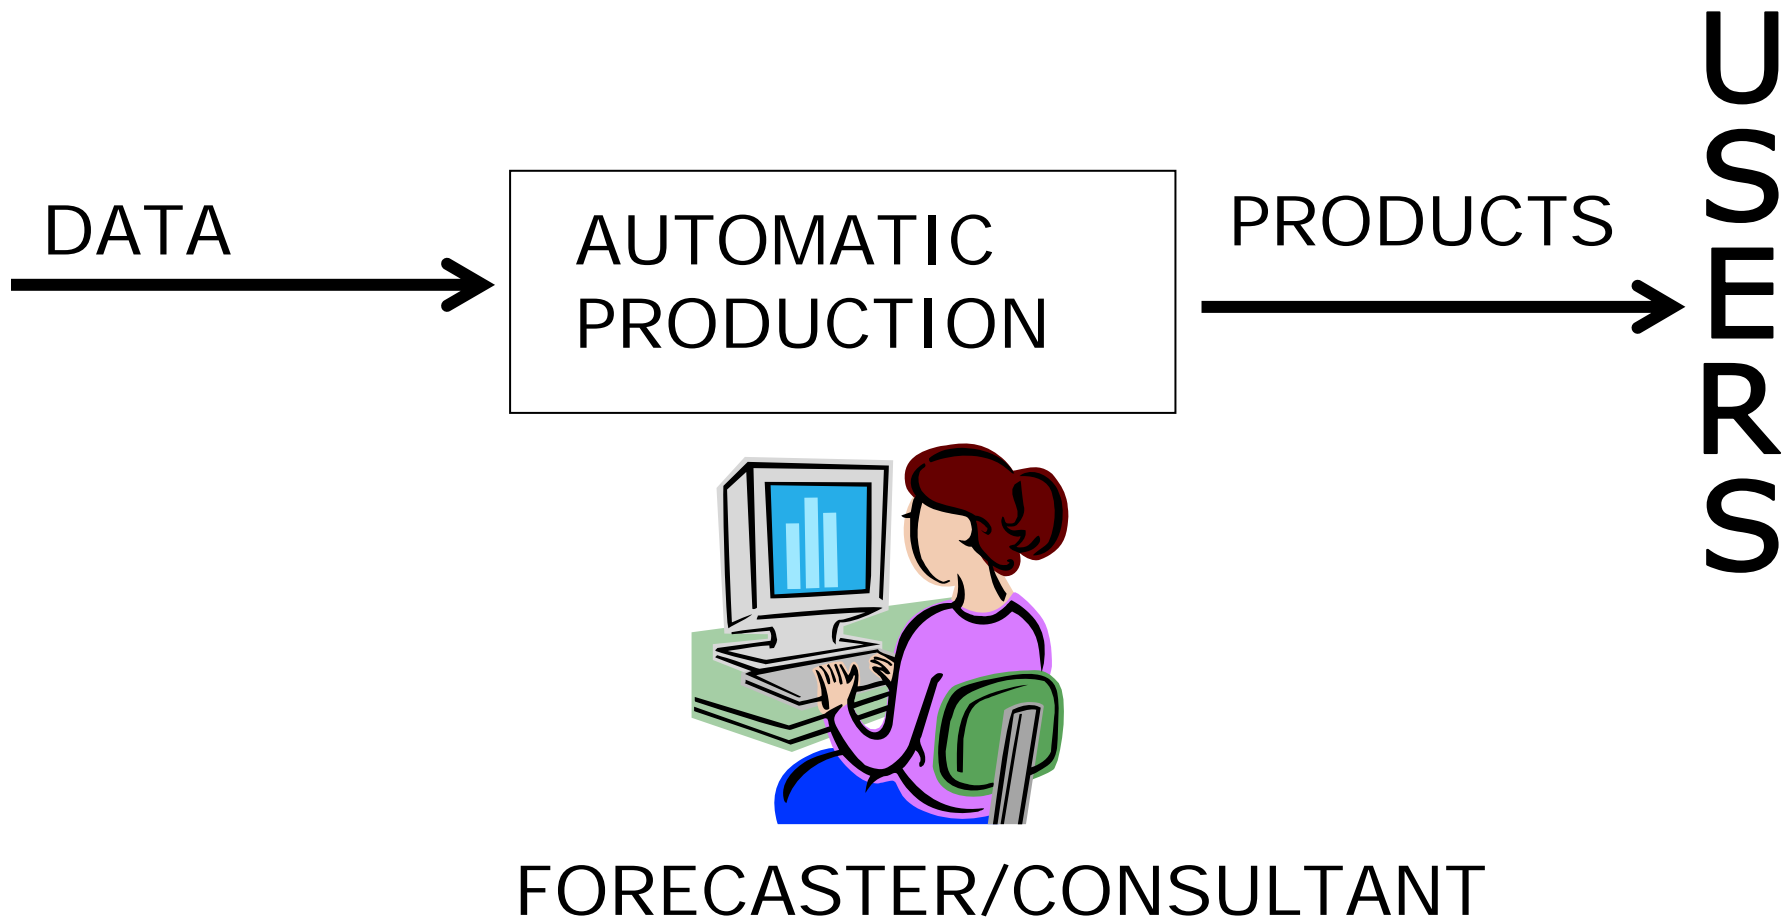 DATA
AUTOMATIC
PRODUCTION
PRODUCTS
USERS
FORECASTER/CONSULTANT